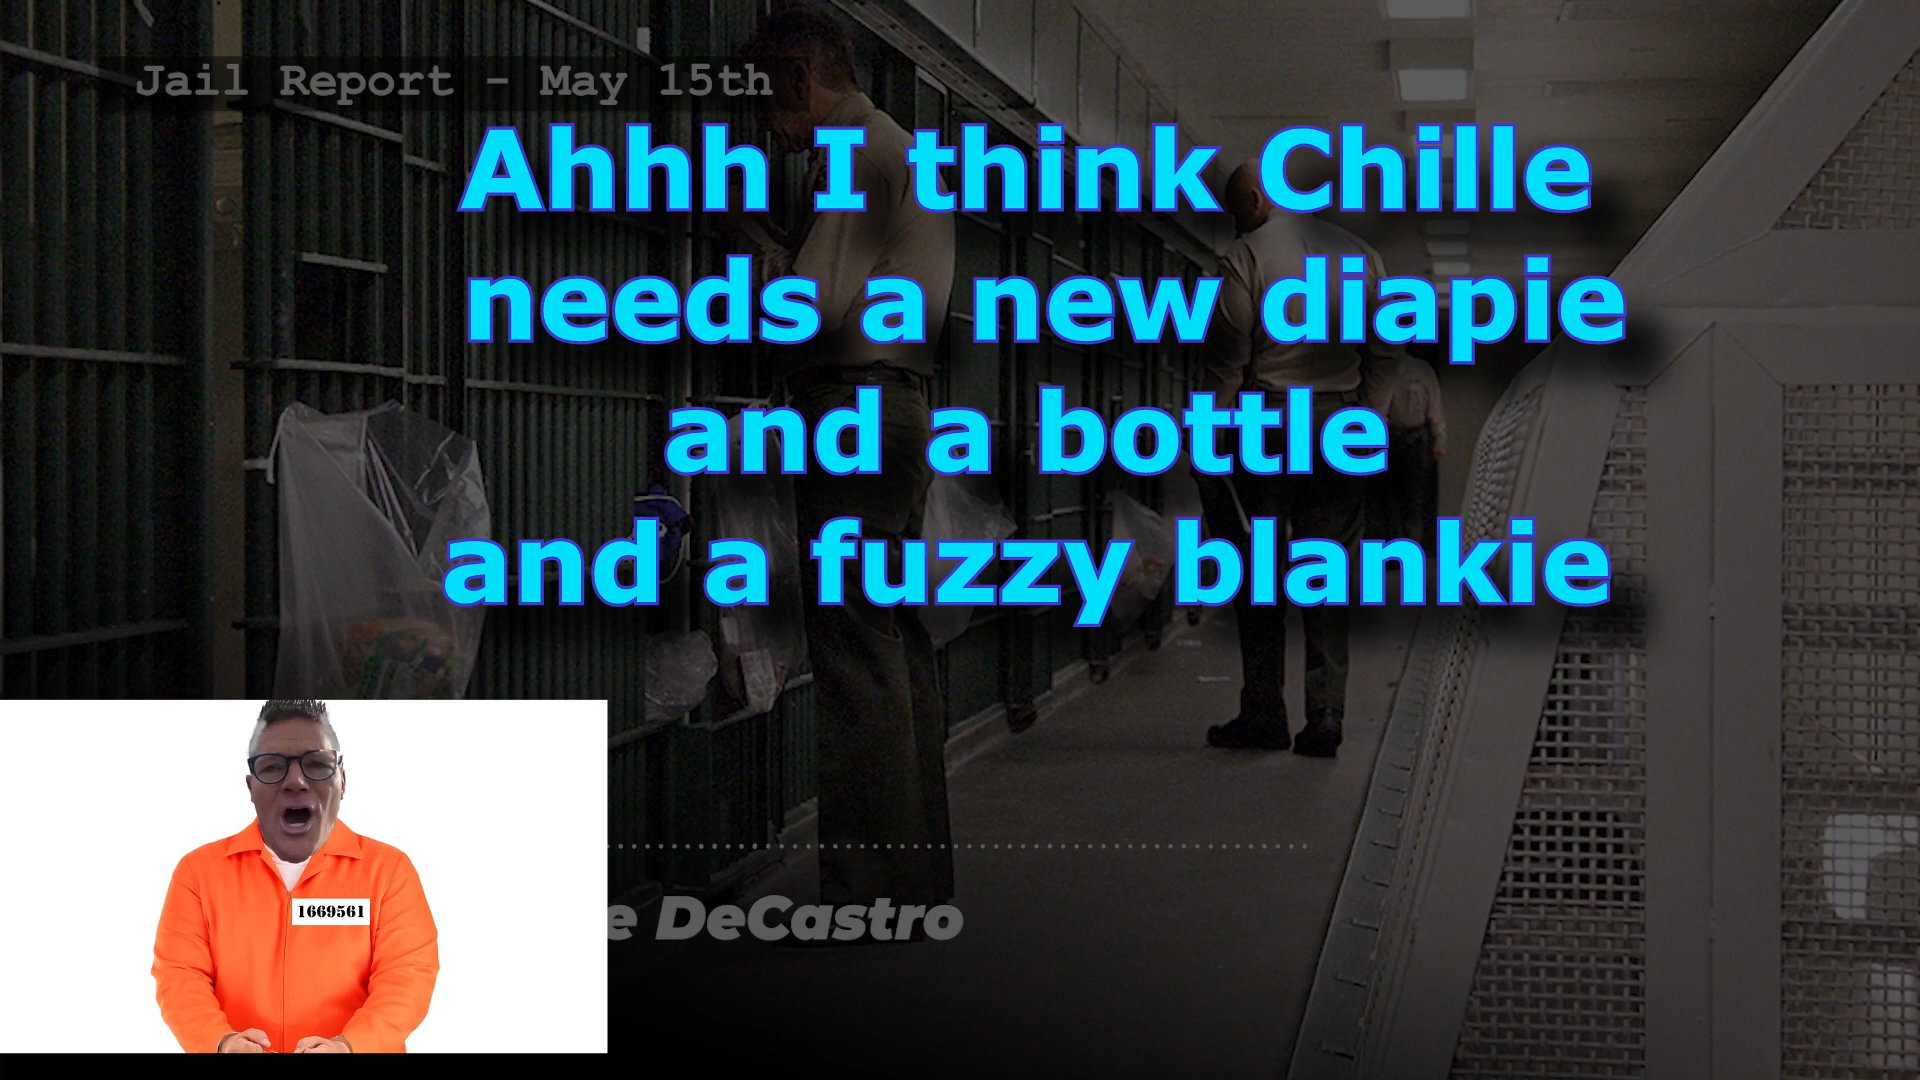 Jail Report - May 15th
Ahhh I think Chille
needs a new diapie
and a bottle
and a fuzzy blankie
1669561
e DeCastro